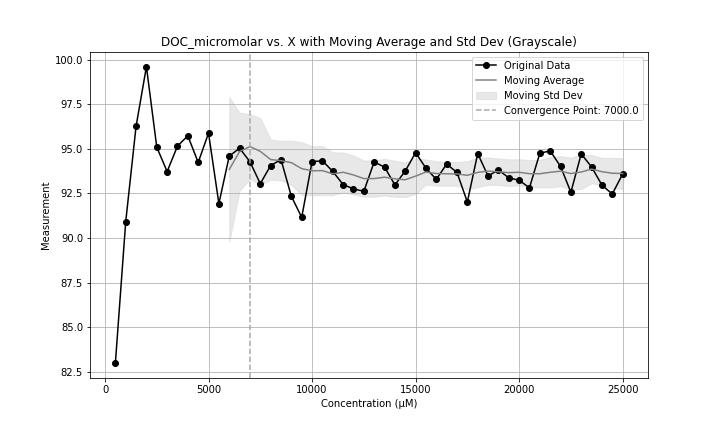 DOC_micromolar vs. X with Moving Average and Std Dev (Grayscale)
100.0
97.5
95.0
92.5
90.0
87.5
85.0
82.5
Measurement
Original Data
Moving Average
Moving Std Dev
Convergence Point: 7000.0
0
5000
10000
15000
20000
25000
Concentration (μM)